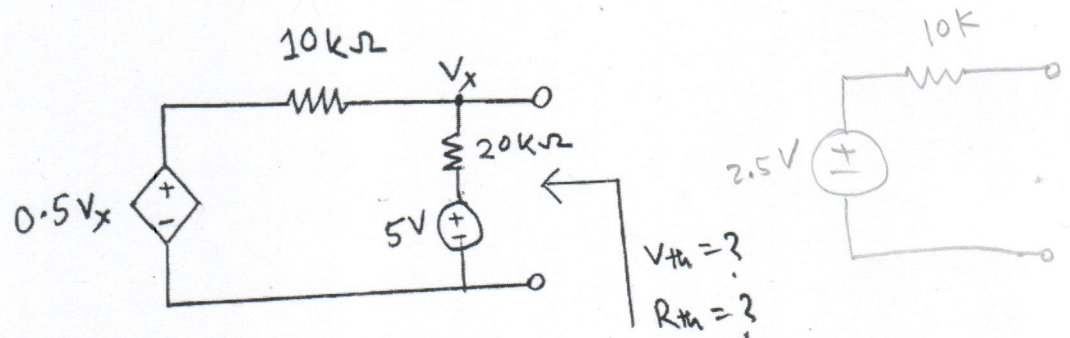 10kΩ
Vx
20kΩ
0.5Vx
+
-
5V
+
-
Vth=?
Rth=?
10K
2.5V
+
-